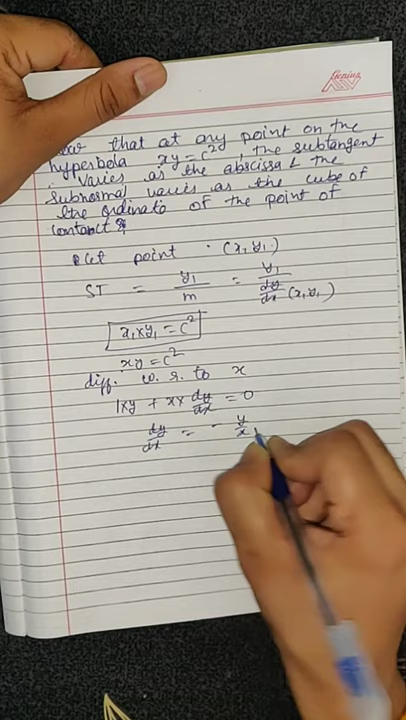 Genius
that at any point on the
hyperbola xy = c², the subtangent
varies as the abscissa & the
subnormal varies as the cube of
the ordinate of the point of
contact
Let point (x₁, y₁)
ST = y₁/m = y₁/(dy/dx)(x₁, y₁)
x₁xy₁ = c²
xy = c²
diff. w. r. to x
1xy + x×dy/dx = 0
dy/dx = - y/x